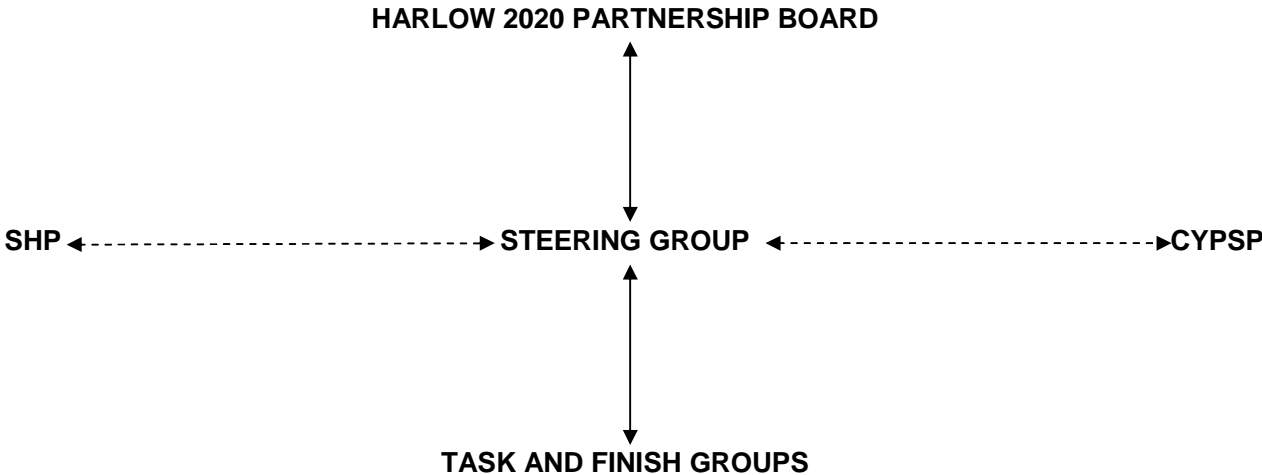 HARLOW 2020 PARTNERSHIP BOARD
SHP STEERING GROUP CYPSP
TASK AND FINISH GROUPS